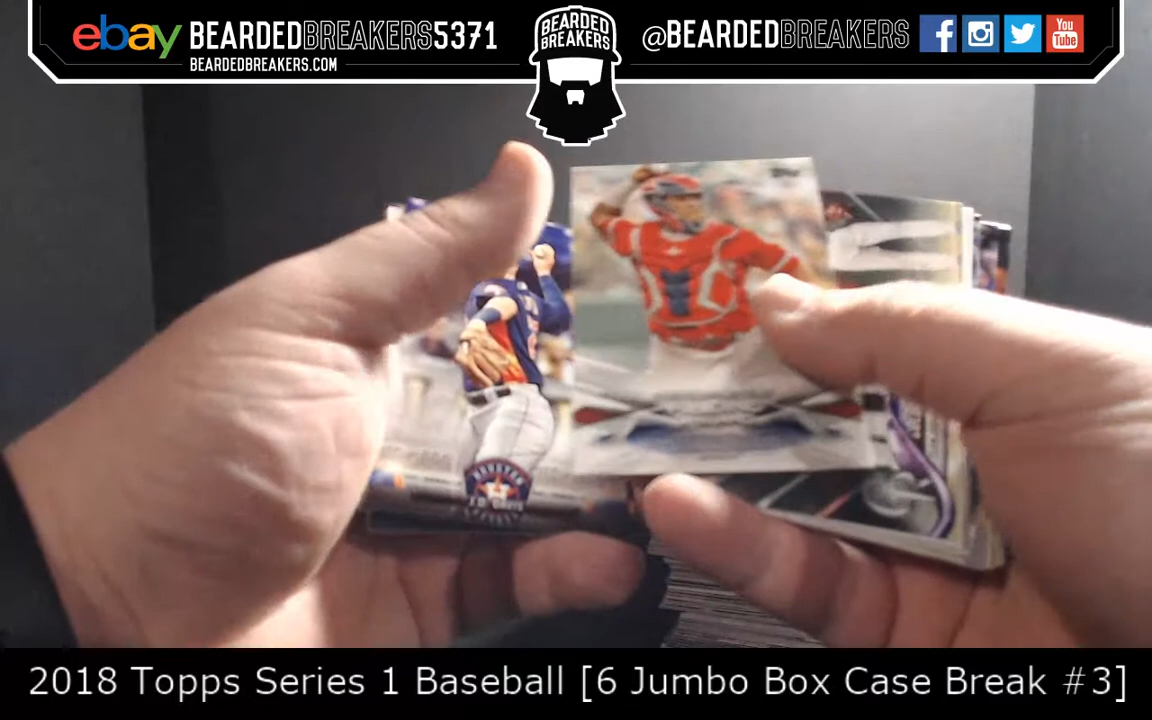 ebay BEARDEDBREAKERS5371
BEARDEDBREAKERS.COM
BEARDED
BREAKERS
@BEARDEDBREAKERS
You
Tube
2018 Topps Series 1 Baseball [6 Jumbo Box Case Break #3]